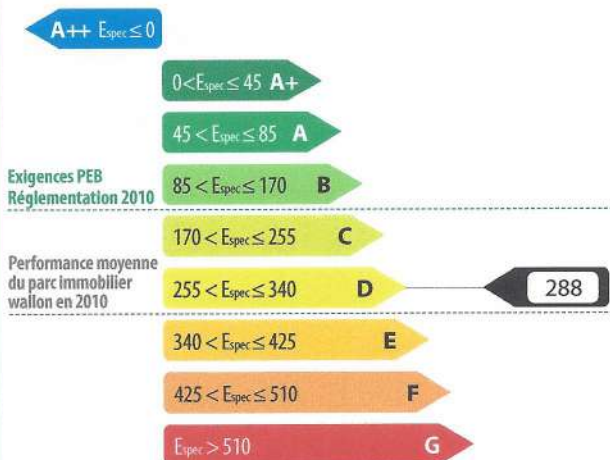 A++ Espec ≤ 0
0<Espec≤ 45 A+
45 < Espec≤ 85 A
Exigences PEB
Réglementation 2010
85 < Espec≤ 170 B
170 < Espec≤ 255 C
Performance moyenne
du parc immobilier
wallon en 2010
255 < Espec≤ 340 D
288
340 < Espec≤ 425 E
425 < Espec≤ 510 F
Espec > 510 G